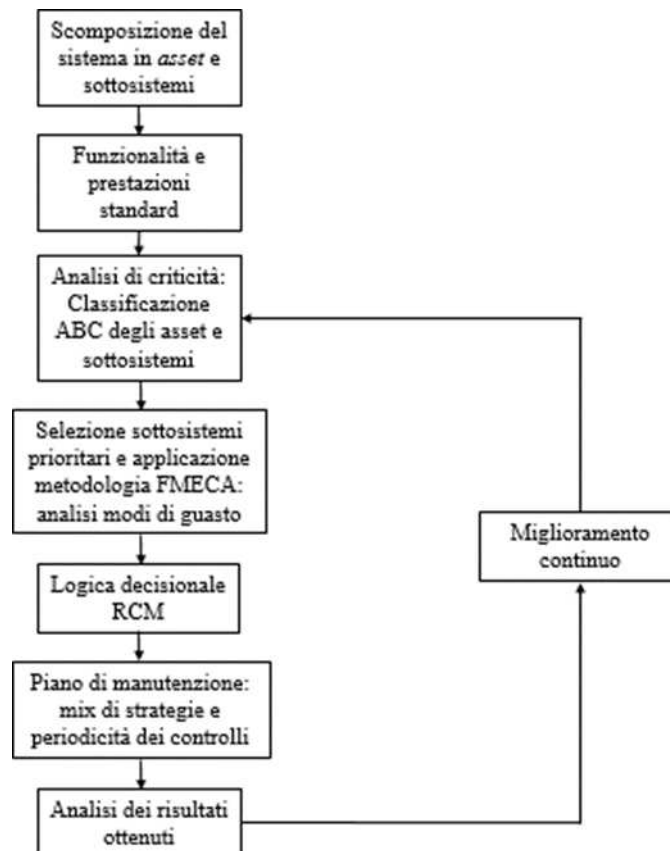 Scomposizione del
sistema in asset e
sottosistemi
Funzionalità e
prestazioni
standard
Analisi di criticità:
Classificazione
ABC degli asset e
sottosistemi
Selezione sottosistemi
prioritari e applicazione
metodologia FMECA:
analisi modi di guasto
Logica decisionale
RCM
Piano di manutenzione:
mix di strategie e
periodicità dei controlli
Analisi dei risultati
ottenuti
Miglioramento
continuo